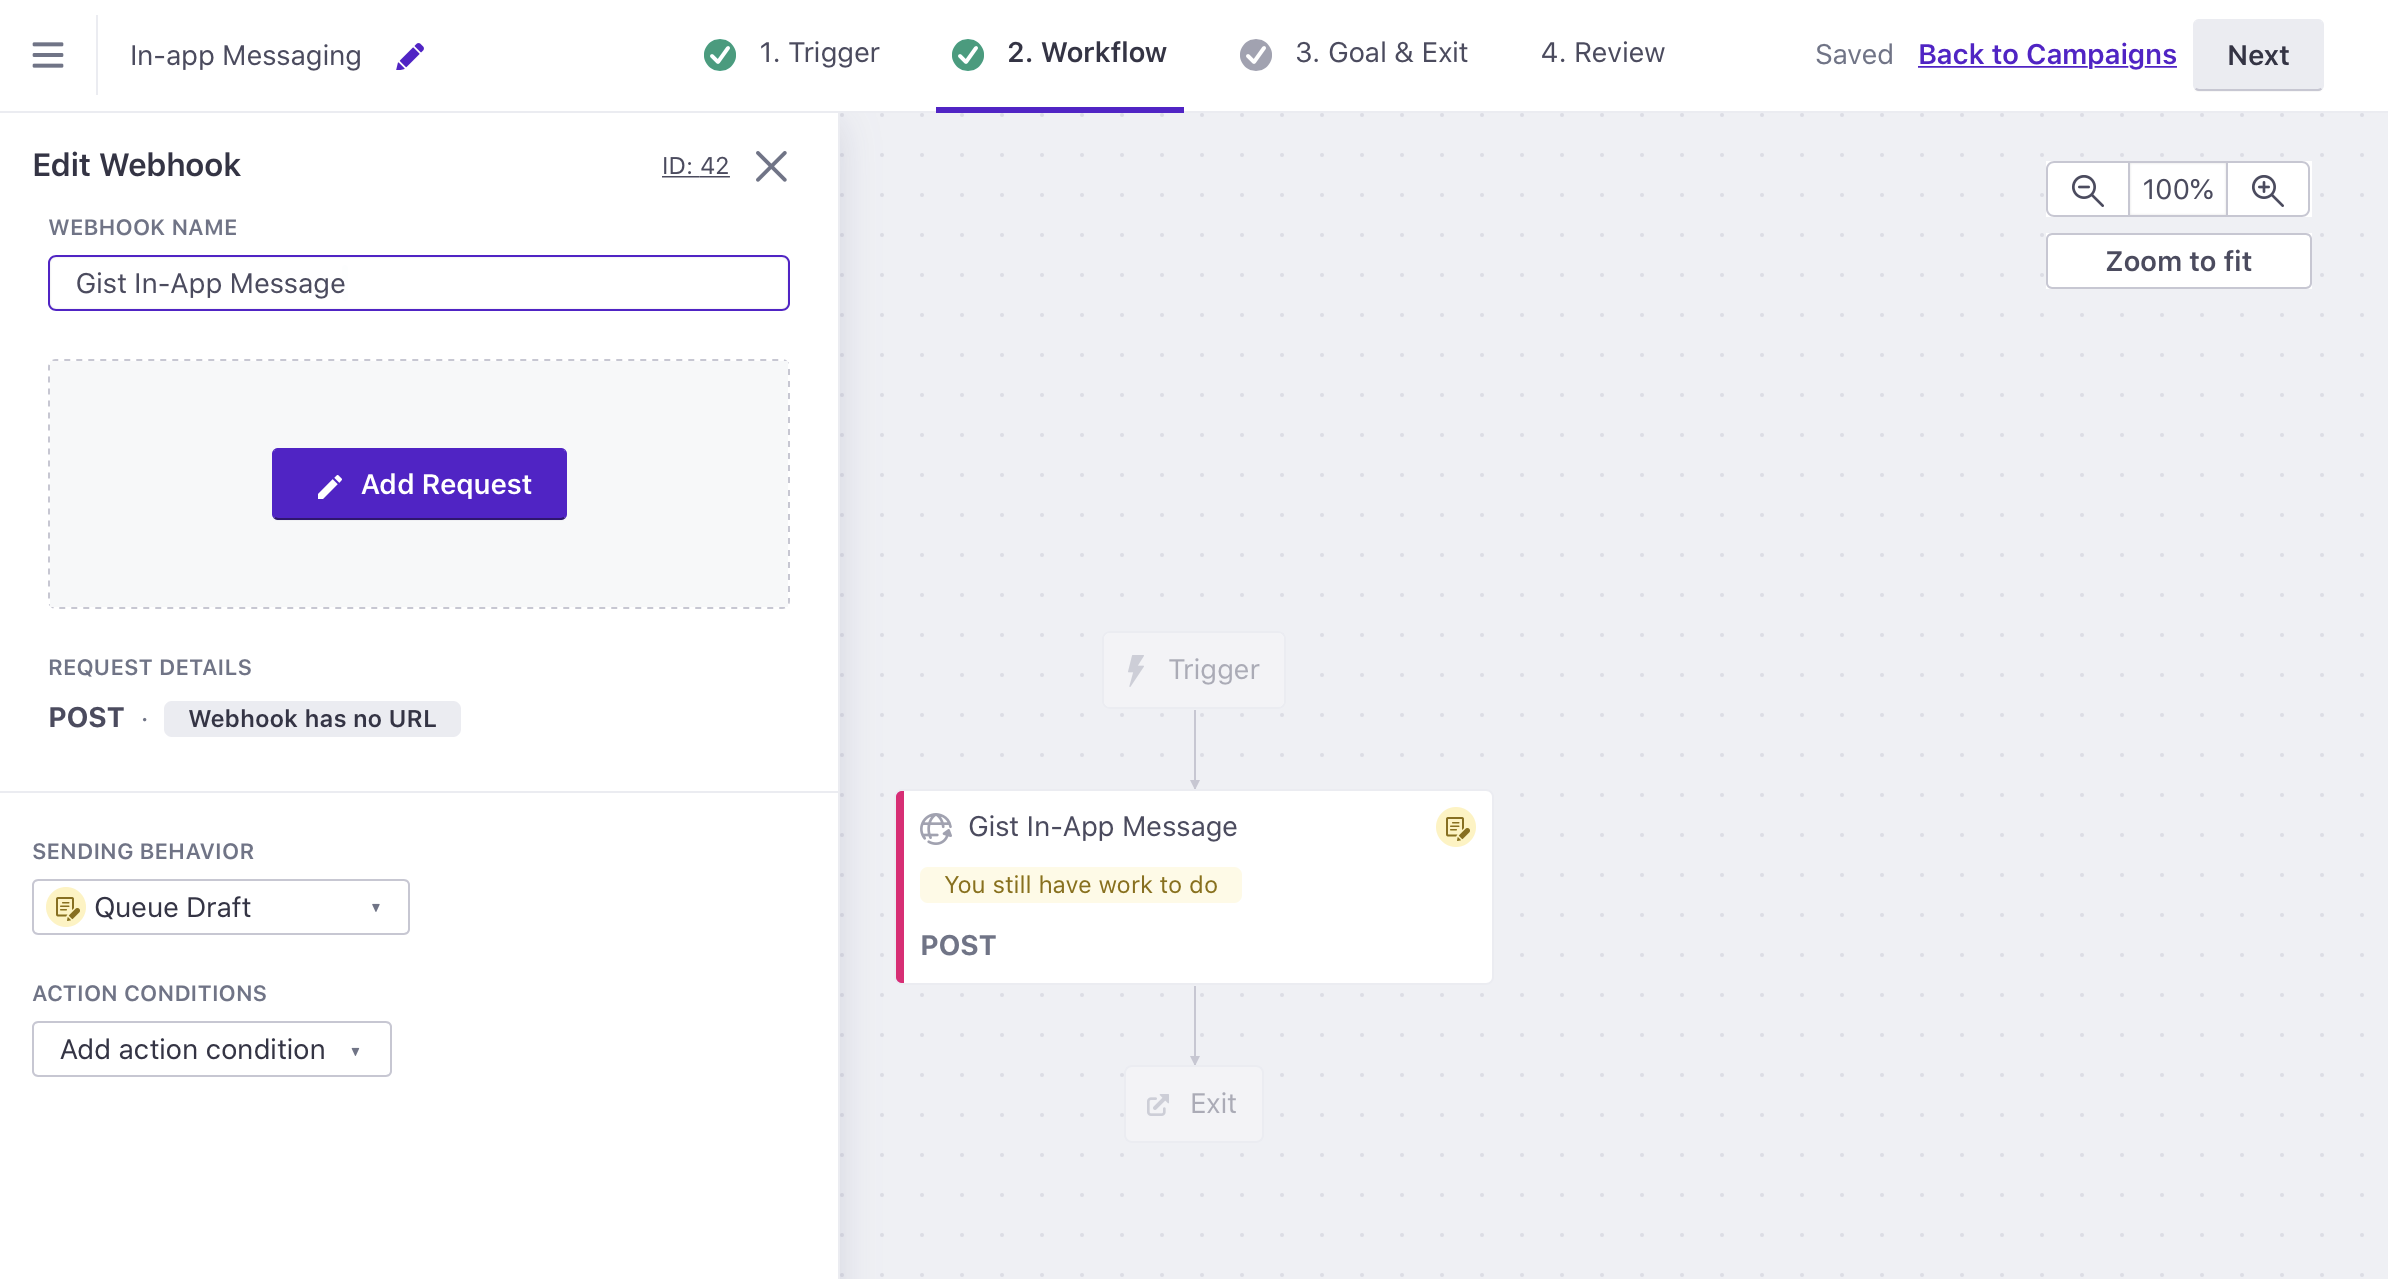 In-app Messaging
1. Trigger
2. Workflow
3. Goal & Exit
4. Review
Saved
Back to Campaigns
Next
Edit Webhook
ID: 42
WEBHOOK NAME
Gist In-App Message
Add Request
REQUEST DETAILS
POST · Webhook has no URL
SENDING BEHAVIOR
Queue Draft
ACTION CONDITIONS
Add action condition
100%
Zoom to fit
Trigger
Gist In-App Message
You still have work to do
POST
Exit